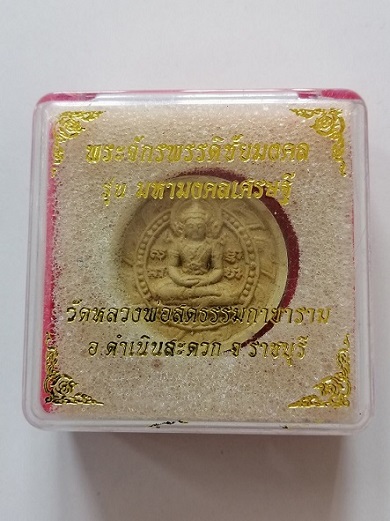 พระจักรพรรดิชัยมงคล
รุ่น มหามงคลเศรษฐี
วัดหลวงพ่อสดธรรมกายาราม
อ.ดำเนินสะดวก จ.ราชบุรี